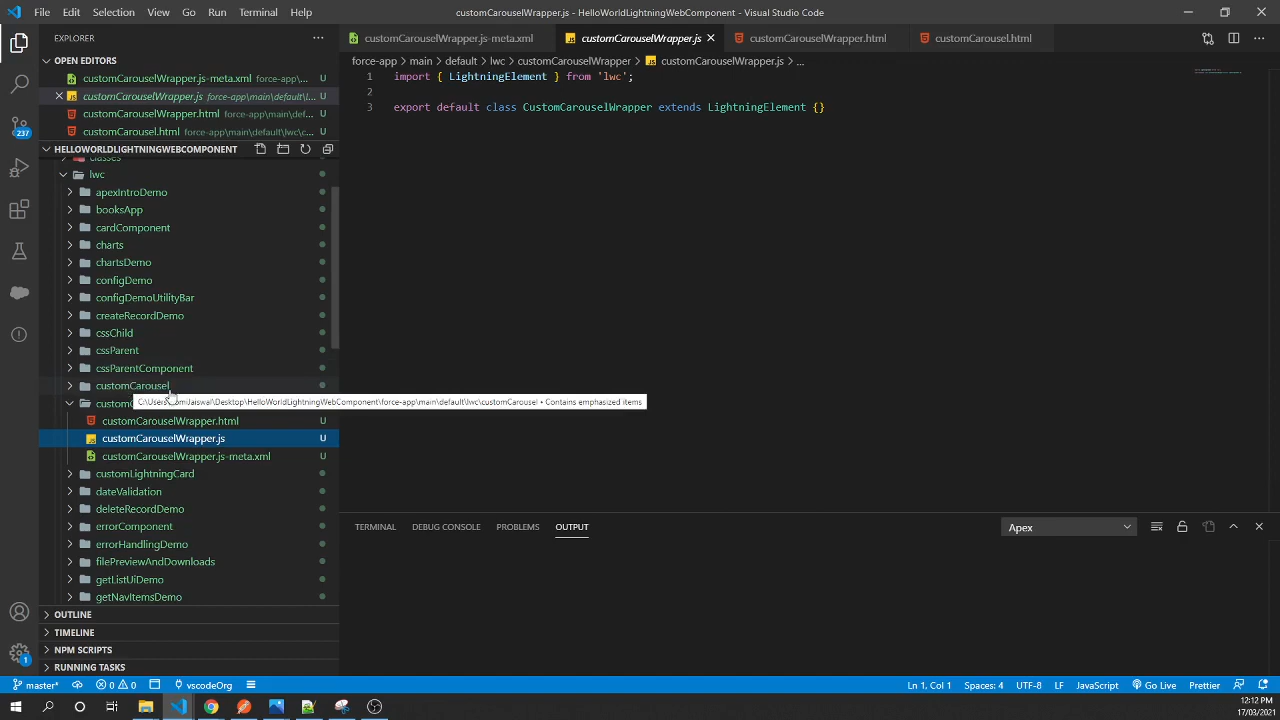 File Edit Selection View Go Run Terminal Help customCarouselWrapper.js - HelloWorldLightningWebComponent - Visual Studio Code
EXPLORER ...
OPEN EDITORS
customCarouselWrapper.js-meta.xml force-app\...
customCarouselWrapper.js force-app\main\default\l...
customCarouselWrapper.html force-app\main\def...
customCarousel.html force-app\main\default\lwc\c...
HELLOWORLDLIGHTNINGWEBCOMPONENT
classes
lwc
apexIntroDemo
booksApp
cardComponent
charts
chartsDemo
configDemo
configDemoUtilityBar
createRecordDemo
cssChild
cssParent
cssParentComponent
customCarousel
customCarouselWrapper.html U
customCarouselWrapper.js U
customCarouselWrapper.js-meta.xml U
customLightningCard
dateValidation
deleteRecordDemo
errorComponent
errorHandlingDemo
filePreviewAndDownloads
getListUiDemo
getNavItemsDemo
OUTLINE
TIMELINE
NPM SCRIPTS
RUNNING TASKS
237
1
customCarouselWrapper.js-meta.xml customCarouselWrapper.js customCarouselWrapper.html customCarousel.html
force-app > main > default > lwc > customCarouselWrapper > customCarouselWrapper.js > ...
1 import { LightningElement } from 'lwc';
2
3 export default class CustomCarouselWrapper extends LightningElement {}
TERMINAL DEBUG CONSOLE PROBLEMS OUTPUT Apex
master* 0 0 vscodeOrg Ln 1, Col 1 Spaces: 4 UTF-8 LF JavaScript Go Live Prettier
12:12 PM
17/03/2021